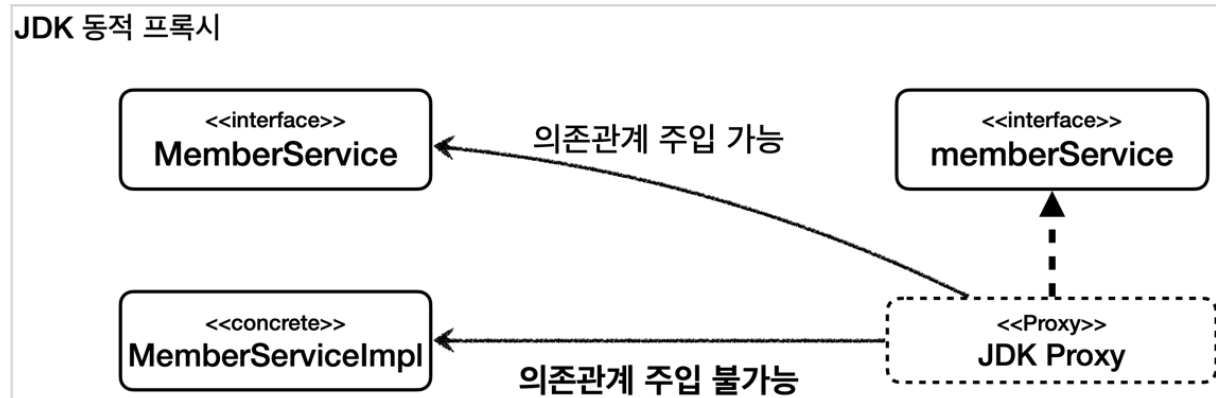 JDK 동적 프록시
<<interface>>
MemberService
의존관계 주입 가능
<<interface>>
memberService
<<concrete>>
MemberServiceImpl
의존관계 주입 불가능
<<Proxy>>
JDK Proxy